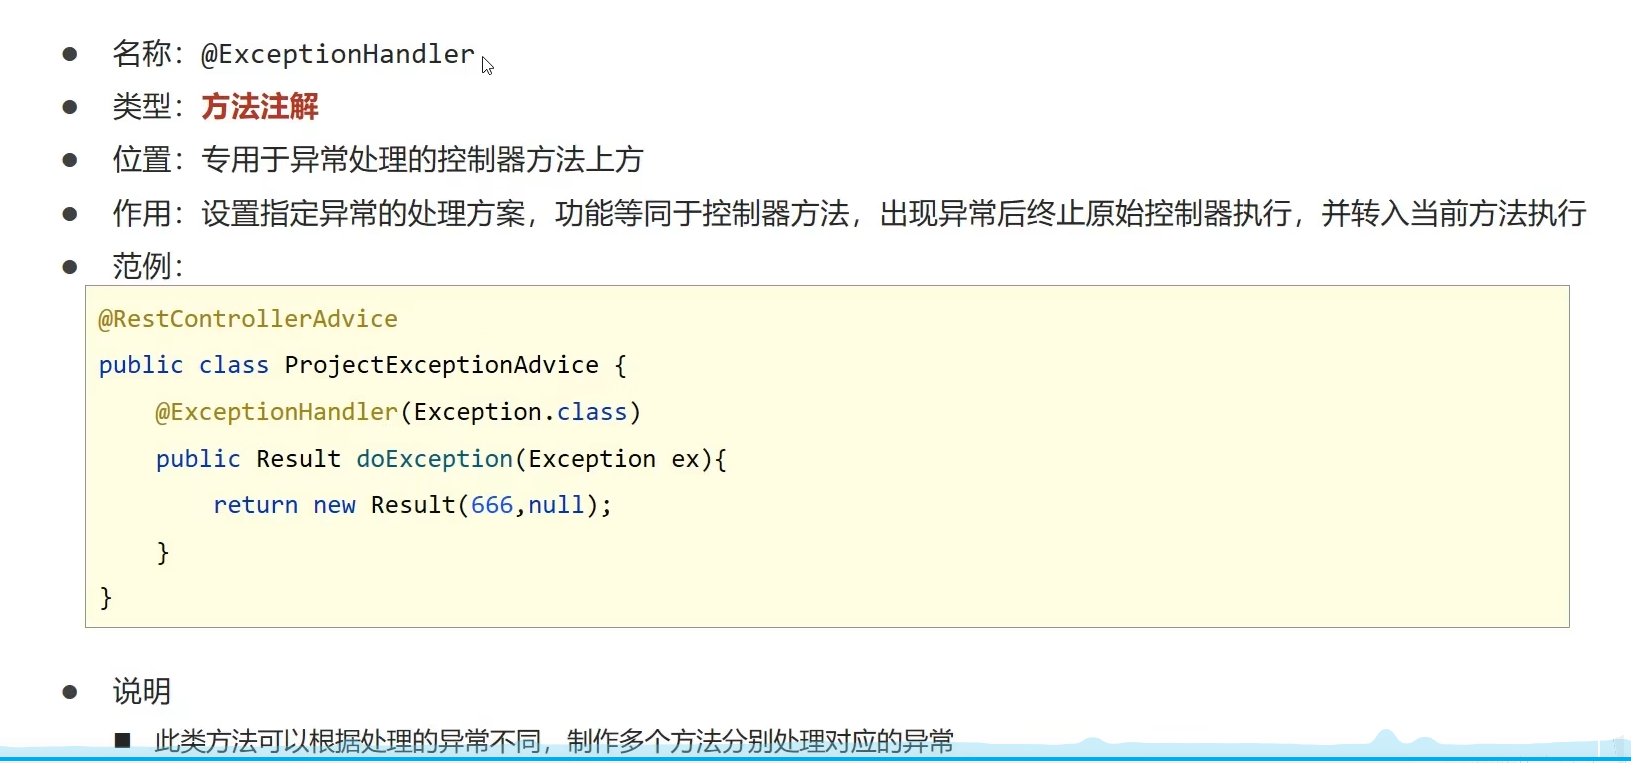 ● 名称：@ExceptionHandler
● 类型：方法注解
● 位置：专用于异常处理的控制器方法上方
● 作用：设置指定异常的处理方案，功能等同于控制器方法，出现异常后终止原始控制器执行，并转入当前方法执行
● 范例：
@RestControllerAdvice
public class ProjectExceptionAdvice {
    @ExceptionHandler(Exception.class)
    public Result doException(Exception ex){
        return new Result(666,null);
    }
}
● 说明
■ 此类方法可以根据处理的异常不同，制作多个方法分别处理对应的异常